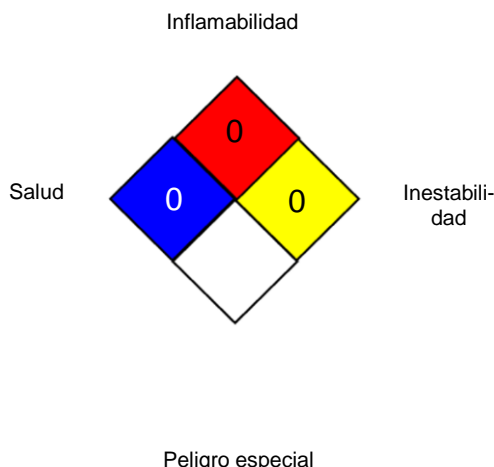 Inflamabilidad
0
Salud
0
0
Inestabili-
dad
Peligro especial